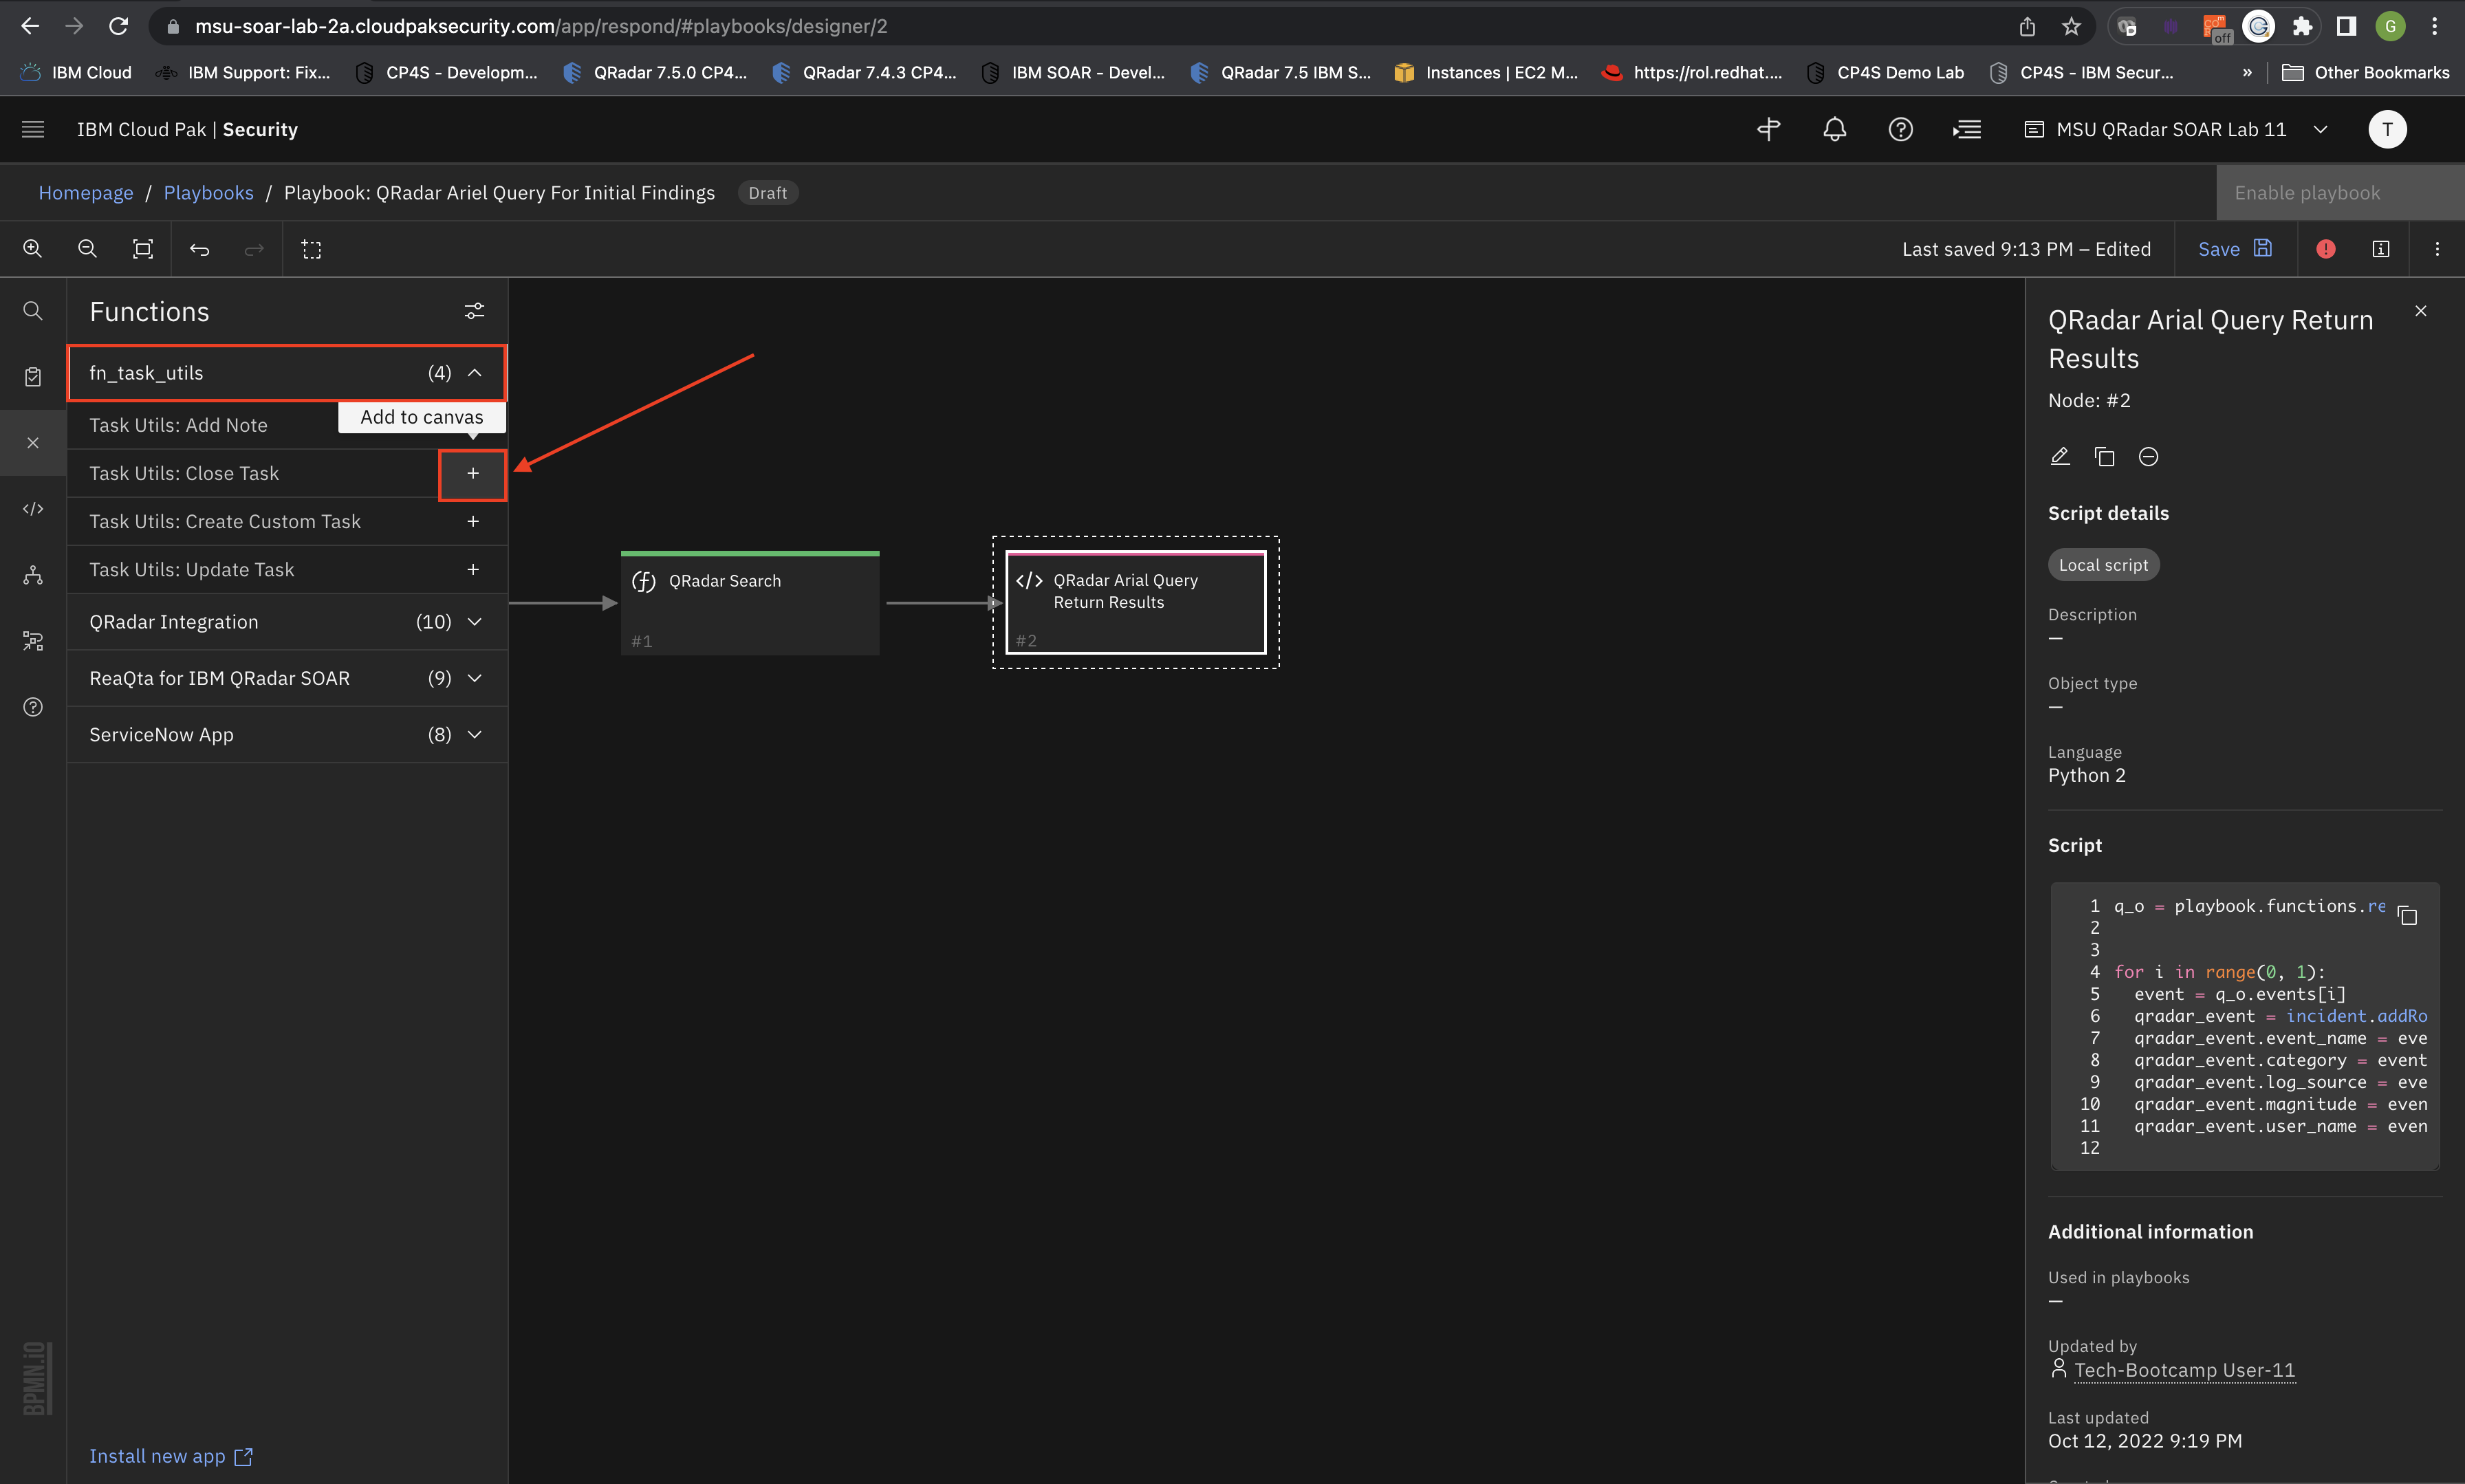 msu-soar-lab-2a.cloudpaksecurity.com/app/respond/#playbooks/designer/2
off
G
IBM Cloud
IBM Support: Fix...
CP4S - Developm...
QRadar 7.5.0 CP4...
QRadar 7.4.3 CP4...
IBM SOAR - Devel...
QRadar 7.5 IBM S...
Instances | EC2 M...
https://rol.redhat....
CP4S Demo Lab
CP4S - IBM Secur...
»
Other Bookmarks
IBM Cloud Pak | Security
MSU QRadar SOAR Lab 11
T
Homepage / Playbooks / Playbook: QRadar Ariel Query For Initial Findings
Draft
Enable playbook
Last saved 9:13 PM – Edited
Save
Functions
fn_task_utils (4)
Add to canvas
Task Utils: Add Note
Task Utils: Close Task
Task Utils: Create Custom Task
Task Utils: Update Task
QRadar Integration (10)
ReaQta for IBM QRadar SOAR (9)
ServiceNow App (8)
Install new app
BPMN.iO
QRadar Search
#1
QRadar Arial Query
Return Results
#2
QRadar Arial Query Return
Results
Node: #2
Script details
Local script
Description
—
Object type
—
Language
Python 2
Script
1 q_o = playbook.functions.re
2
3
4 for i in range(0, 1):
5 event = q_o.events[i]
6 qradar_event = incident.addRo
7 qradar_event.event_name = eve
8 qradar_event.category = event
9 qradar_event.log_source = eve
10 qradar_event.magnitude = even
11 qradar_event.user_name = even
12
Additional information
Used in playbooks
—
Updated by
Tech-Bootcamp User-11
Last updated
Oct 12, 2022 9:19 PM